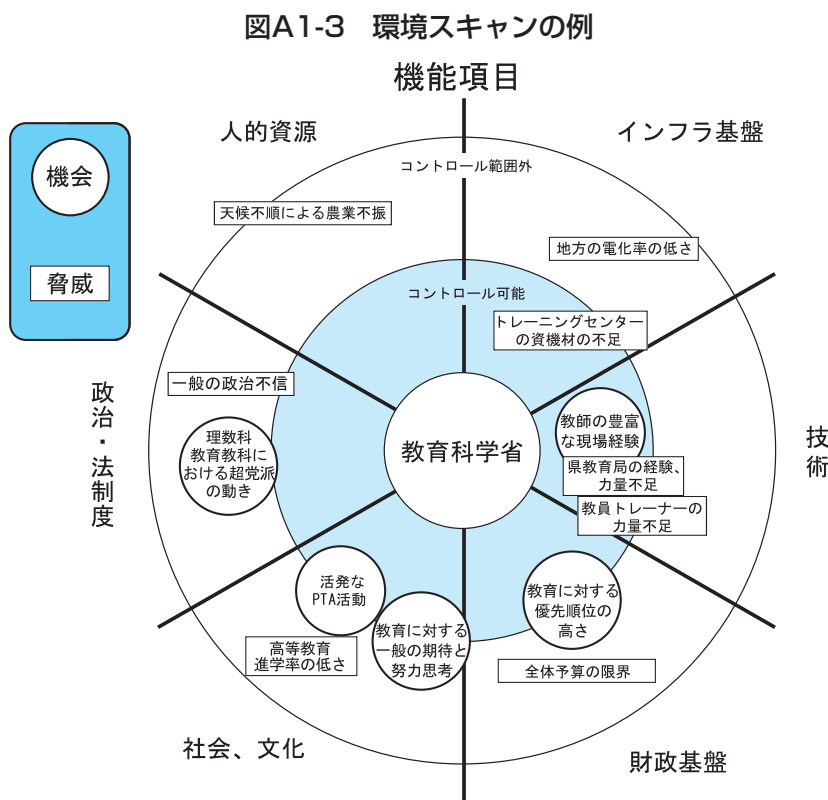 図A1-3 環境スキャンの例
機能項目
人的資源
インフラ基盤
機会
脅威
コントロール範囲外
天候不順による農業不振
地方の電化率の低さ
コントロール可能
トレーニングセンター
の資機材の不足
一般の政治不信
政治・法制度
理数科
教育教科に
おける超党派
の動き
教育科学省
教師の豊富
な現場経験
県教育局の経験、
力量不足
教員トレーナーの
力量不足
技術
活発な
PTA活動
教育に対する
一般の期待と
努力思考
教育に対する
優先順位の
高さ
高等教育
進学率の低さ
全体予算の限界
社会、文化
財政基盤